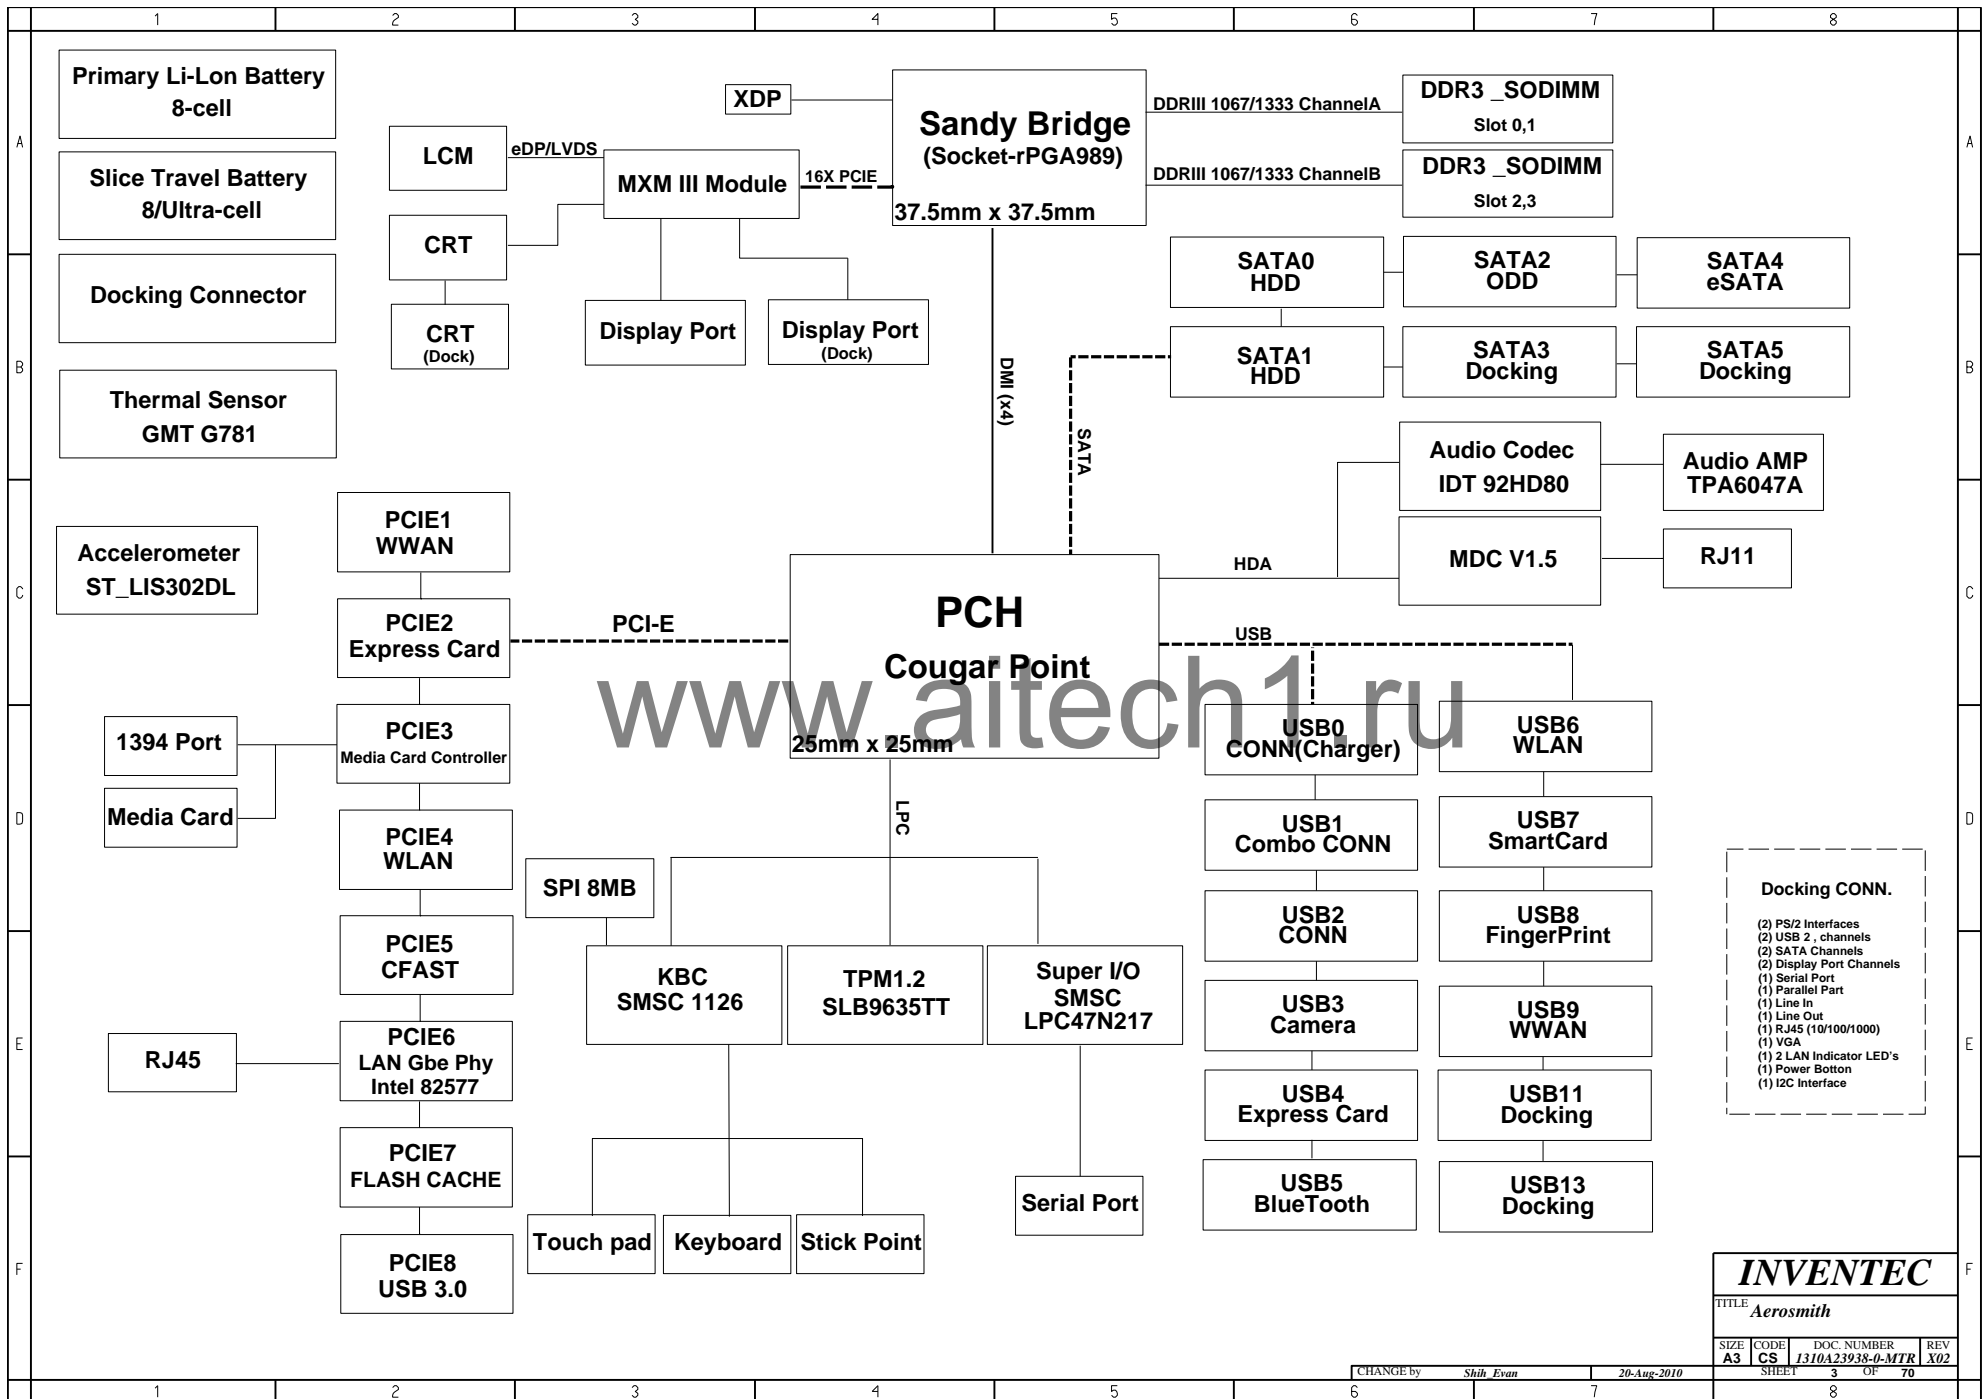 1 2 3 4 5 6 7 8
A A
B B
C C
D D
E E
F F
Primary Li-Lon Battery
8-cell
Slice Travel Battery
8/Ultra-cell
Docking Connector
Thermal Sensor
GMT G781
Accelerometer
ST_LIS302DL
XDP
Sandy Bridge
(Socket-rPGA989)
37.5mm x 37.5mm
DDRIII 1067/1333 ChannelA
DDR3 _SODIMM
Slot 0,1
DDRIII 1067/1333 ChannelB
DDR3 _SODIMM
Slot 2,3
LCM
eDP/LVDS
MXM III Module
16X PCIE
CRT
CRT
(Dock)
Display Port
Display Port
(Dock)
DMI (x4)
SATA
SATA0
HDD
SATA2
ODD
SATA4
eSATA
SATA1
HDD
SATA3
Docking
SATA5
Docking
Audio Codec
IDT 92HD80
Audio AMP
TPA6047A
HDA
MDC V1.5
RJ11
PCH
Cougar Point
25mm x 25mm
PCI-E
USB
LPC
www.aitech1.ru
PCIE1
WWAN
PCIE2
Express Card
PCIE3
Media Card Controller
1394 Port
Media Card
PCIE4
WLAN
PCIE5
CFAST
PCIE6
LAN Gbe Phy
Intel 82577
RJ45
PCIE7
FLASH CACHE
PCIE8
USB 3.0
SPI 8MB
KBC
SMSC 1126
TPM1.2
SLB9635TT
Super I/O
SMSC
LPC47N217
Touch pad
Keyboard
Stick Point
Serial Port
USB0
CONN(Charger)
USB1
Combo CONN
USB2
CONN
USB3
Camera
USB4
Express Card
USB5
BlueTooth
USB6
WLAN
USB7
SmartCard
USB8
FingerPrint
USB9
WWAN
USB11
Docking
USB13
Docking
Docking CONN.
(2) PS/2 Interfaces
(2) USB 2 , channels
(2) SATA Channels
(2) Display Port Channels
(1) Serial Port
(1) Parallel Part
(1) Line In
(1) Line Out
(1) RJ45 (10/100/1000)
(1) VGA
(1) 2 LAN Indicator LED's
(1) Power Botton
(1) I2C Interface
INVENTEC
TITLE
Aerosmith
SIZE CODE DOC. NUMBER REV
A3 CS 1310A23938-0-MTR X02
CHANGE by Shih_Evan 20-Aug-2010
SHEET 3 OF 70
1 2 3 4 5 6 7 8